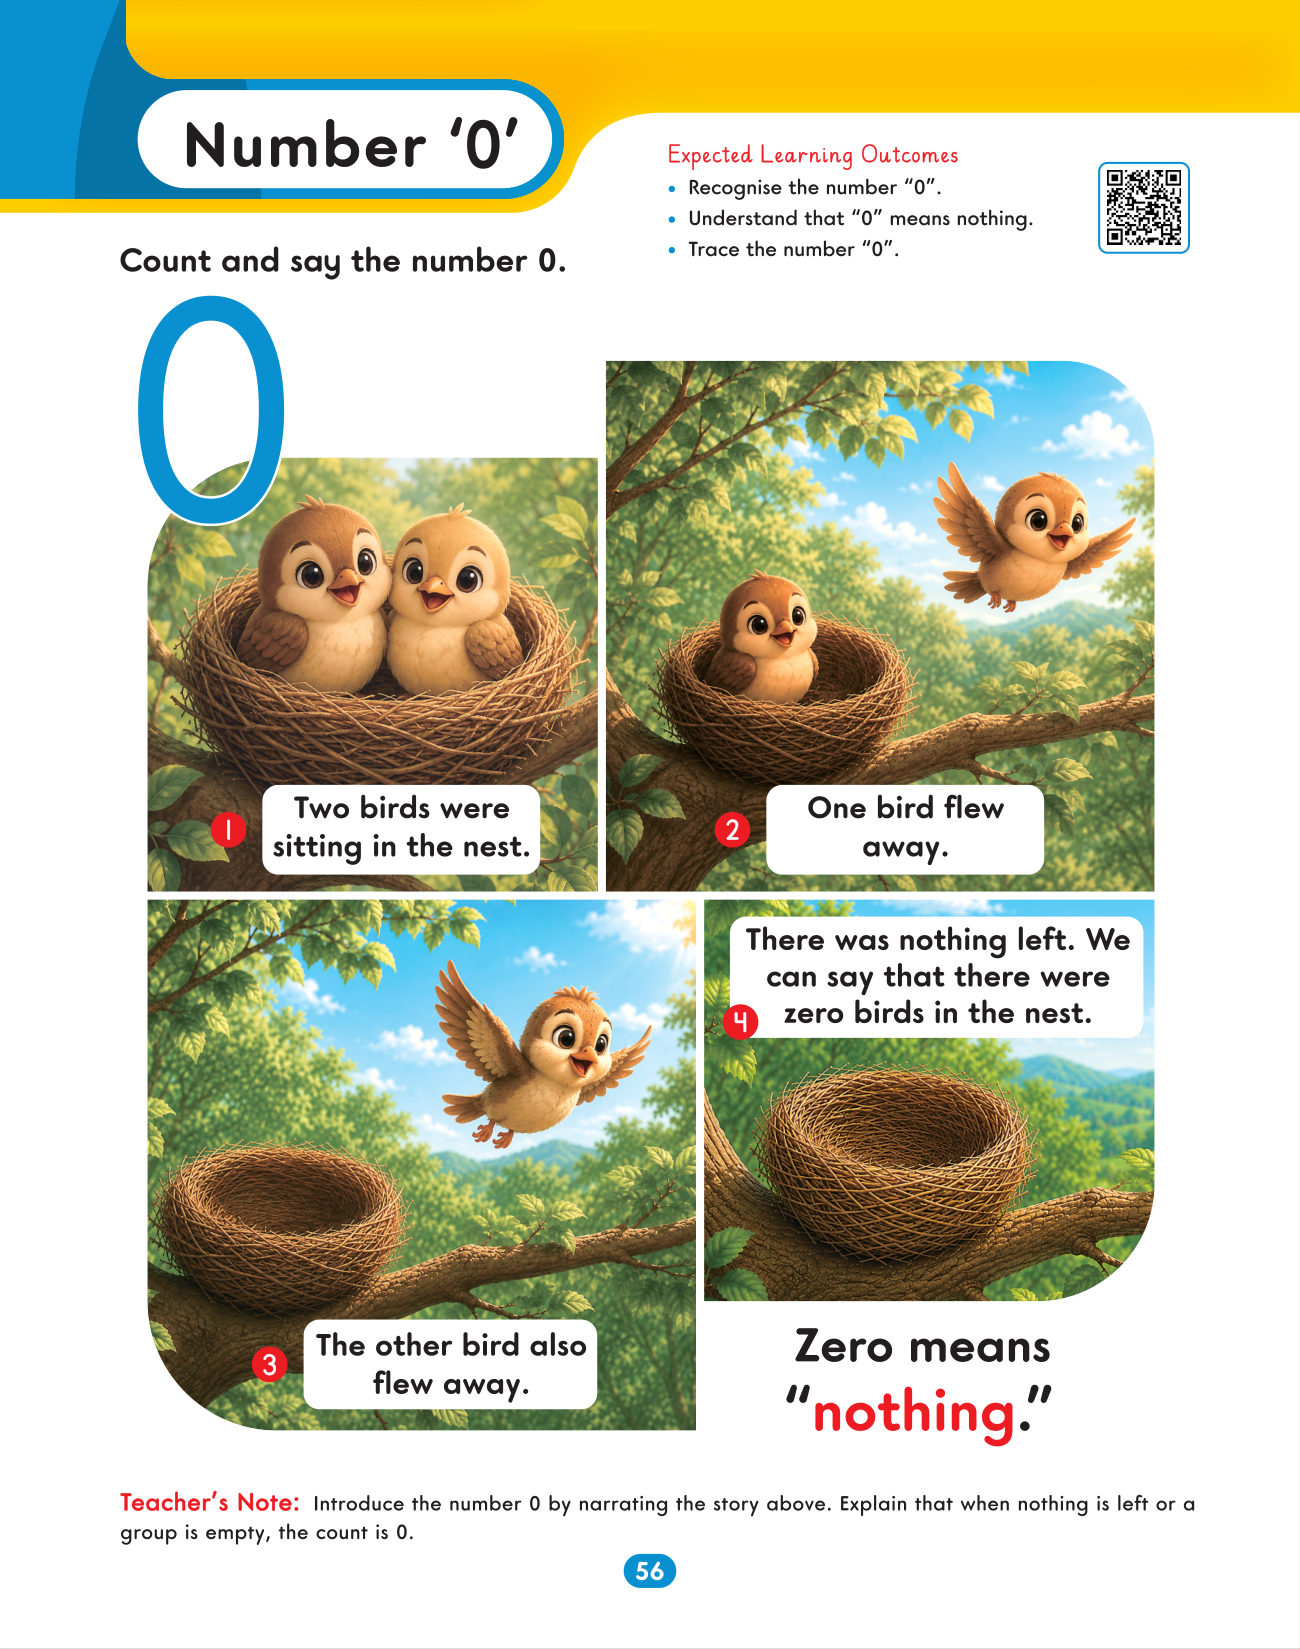 Number ‘0’
Expected Learning Outcomes
• Recognise the number “0”.
• Understand that “0” means nothing.
• Trace the number “0”.
Count and say the number 0.
0
Two birds were
1
sitting in the nest.
One bird flew
2
away.
The other bird also
3
flew away.
There was nothing left. We
can say that there were
4
zero birds in the nest.
Zero means
“nothing.”
Teacher’s Note: Introduce the number 0 by narrating the story above. Explain that when nothing is left or a
group is empty, the count is 0.
56